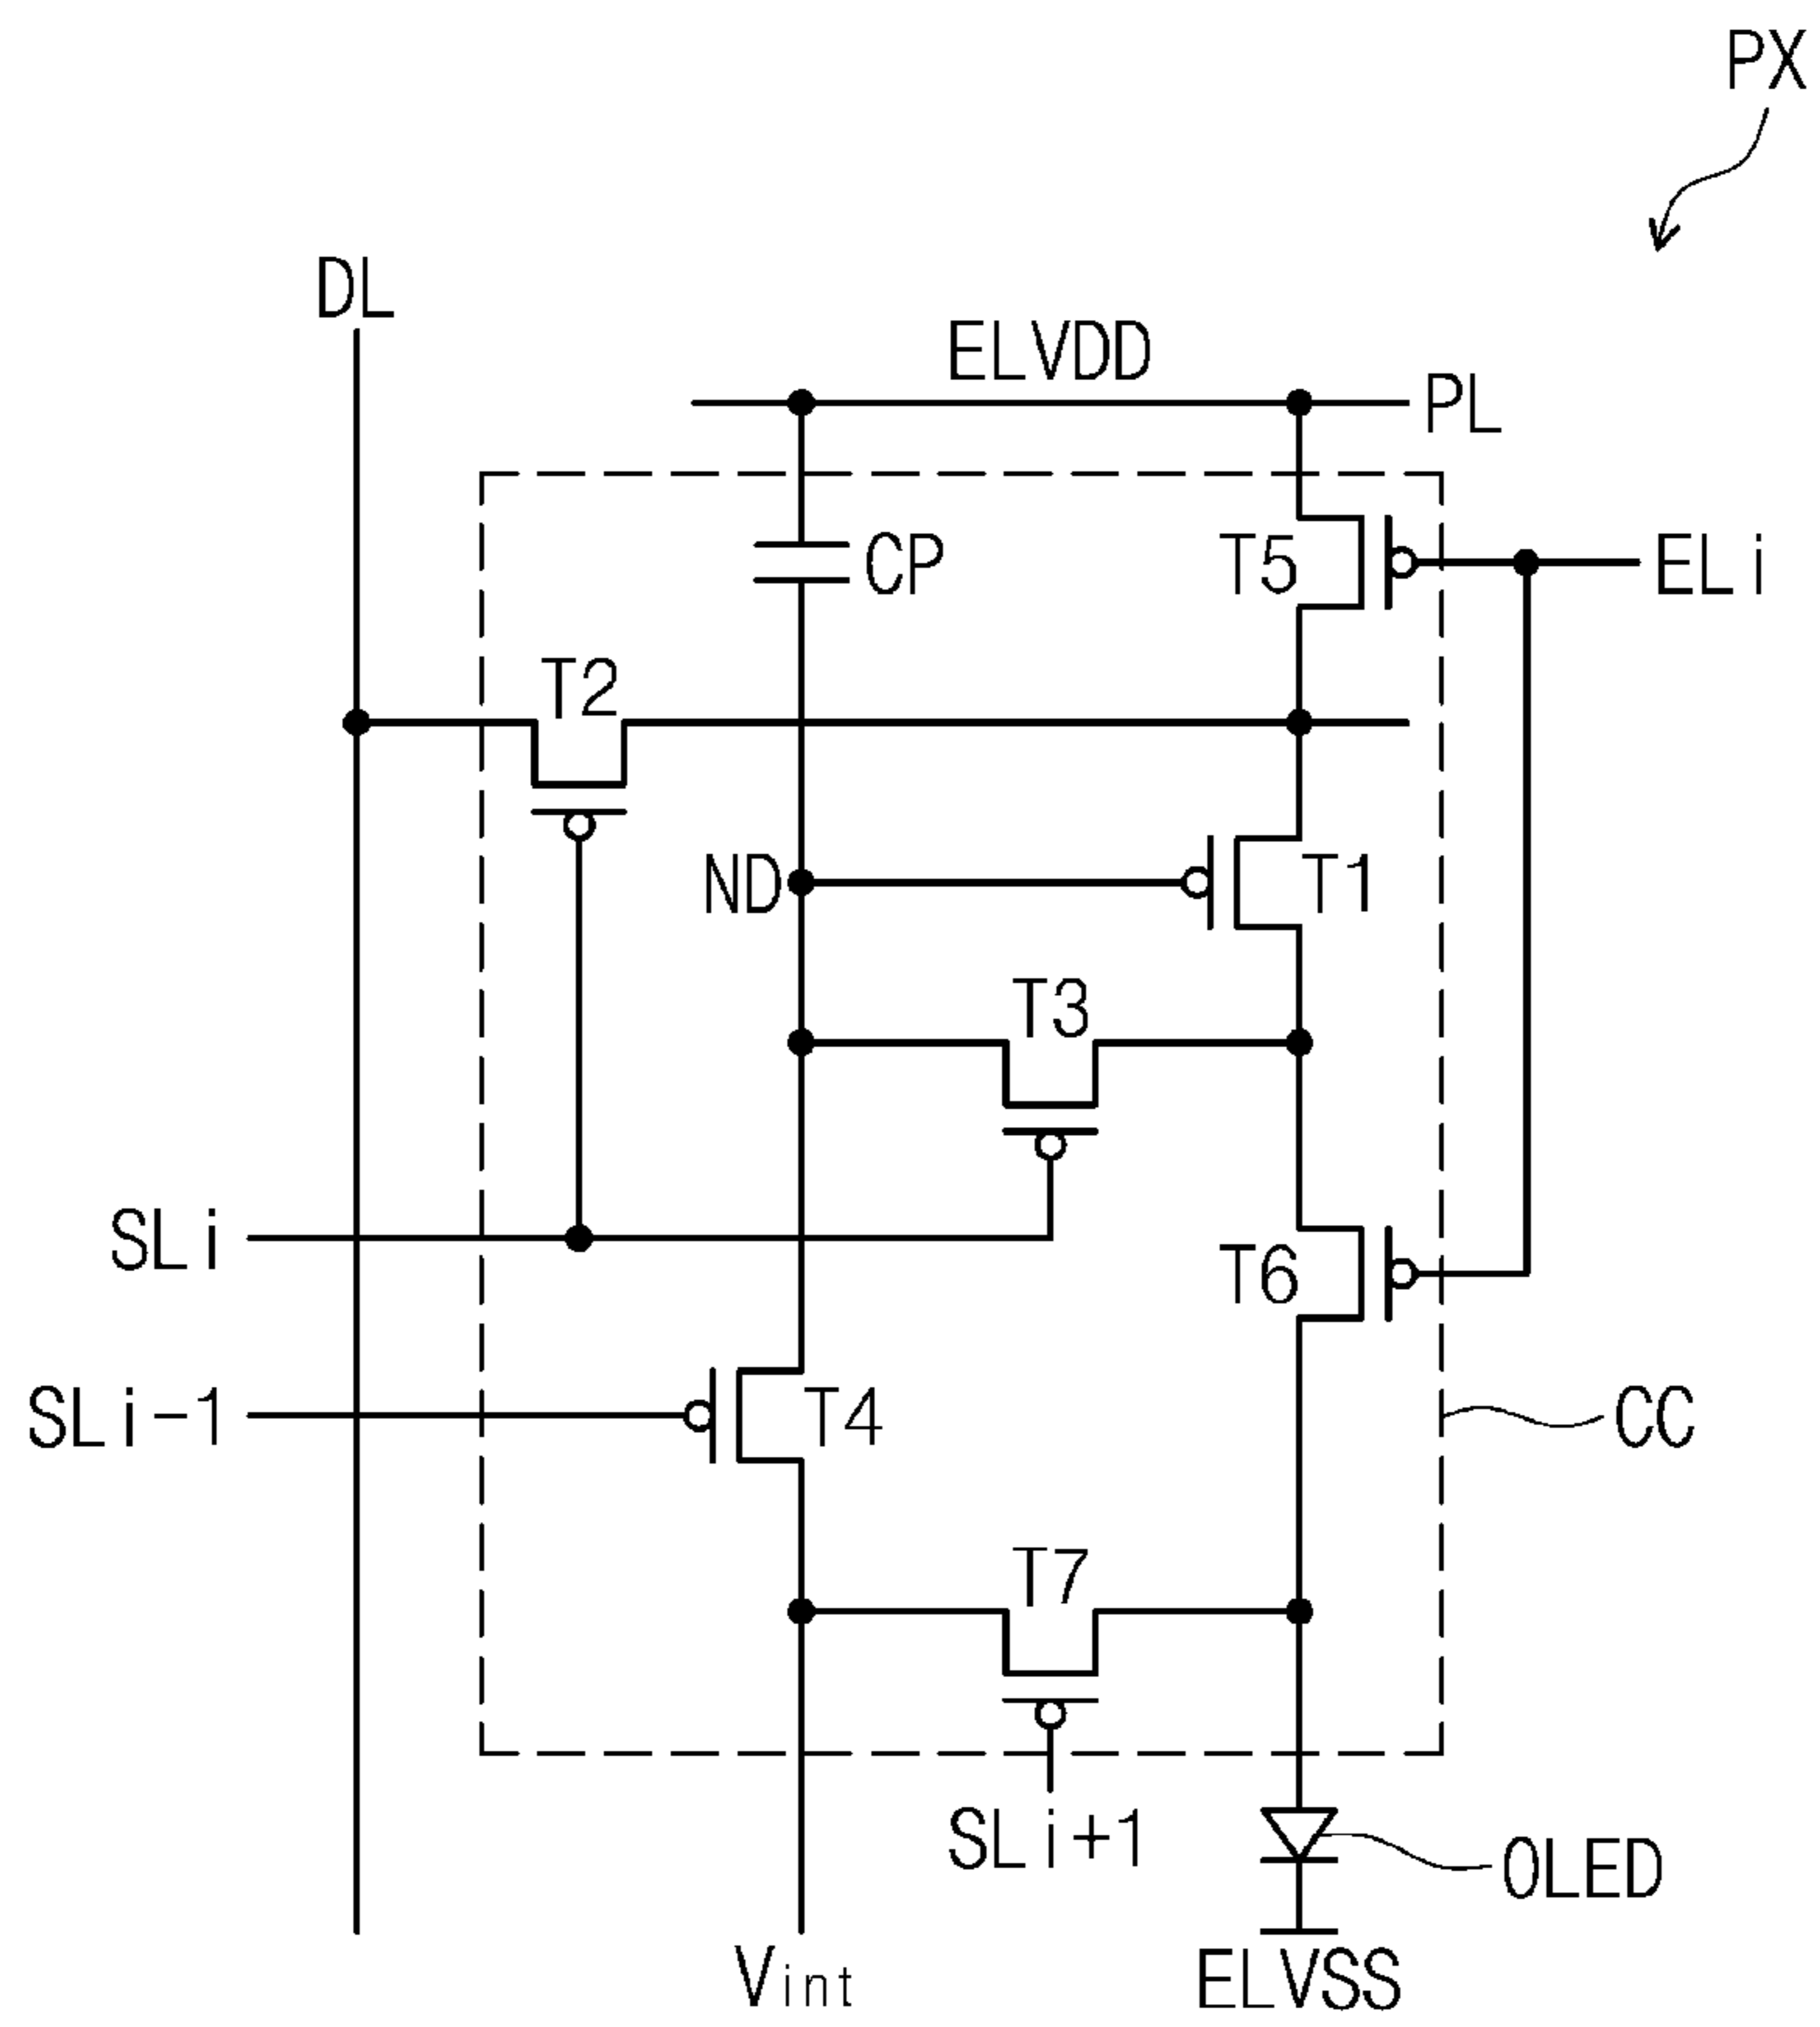 PX
DL
ELVDD
PL
CP
T5
ELi
T2
ND
T1
T3
SLi
T6
SLi-1
T4
CC
T7
SLi+1
OLED
Vint
ELVSS